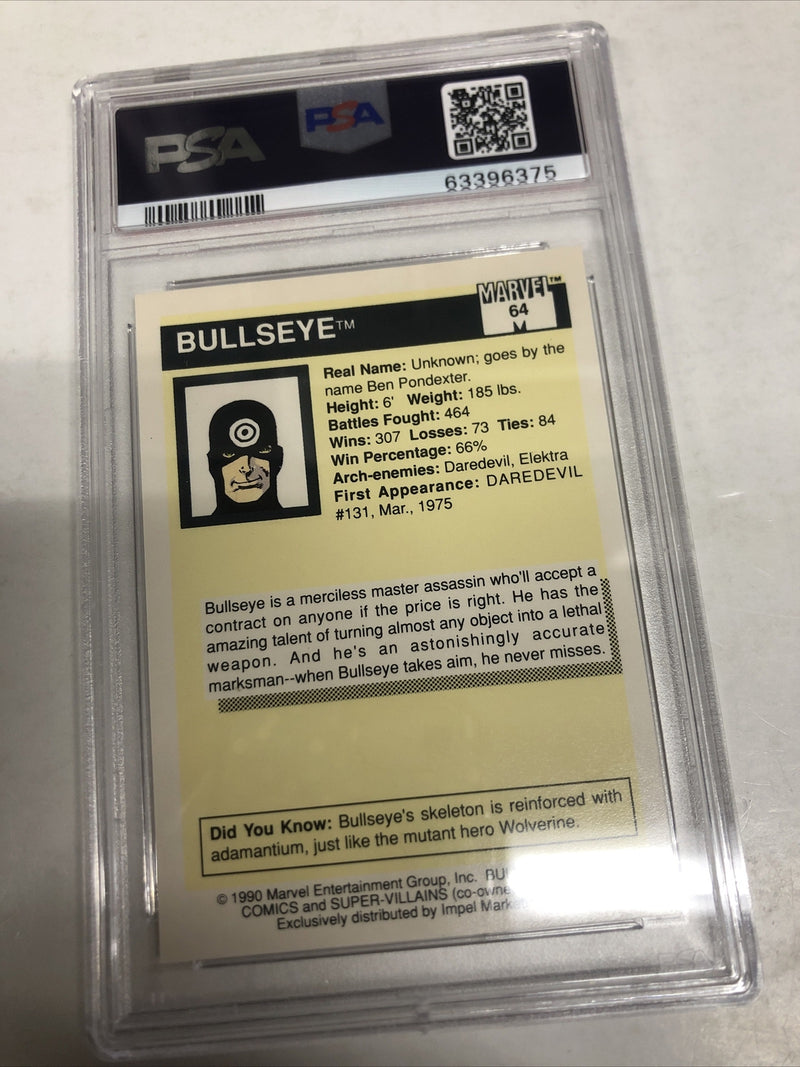 PSA
PSA
63396375
BULLSEYE™
MARVEL™
64
Real Name: Unknown; goes by the
name Ben Pondexter.
Height: 6' Weight: 185 lbs.
Battles Fought: 464
Wins: 307 Losses: 73 Ties: 84
Win Percentage: 66%
Arch-enemies: Daredevil, Elektra
First Appearance: DAREDEVIL
#131, Mar., 1975
Bullseye is a merciless master assassin who'll accept a
contract on anyone if the price is right. He has the
amazing talent of turning almost any object into a lethal
weapon. And he's an astonishingly accurate
marksman--when Bullseye takes aim, he never misses.
Did You Know: Bullseye's skeleton is reinforced with
adamantium, just like the mutant hero Wolverine.
© 1990 Marvel Entertainment Group, Inc.
COMICS and SUPER-VILLAINS
Exclusively distributed by Impel